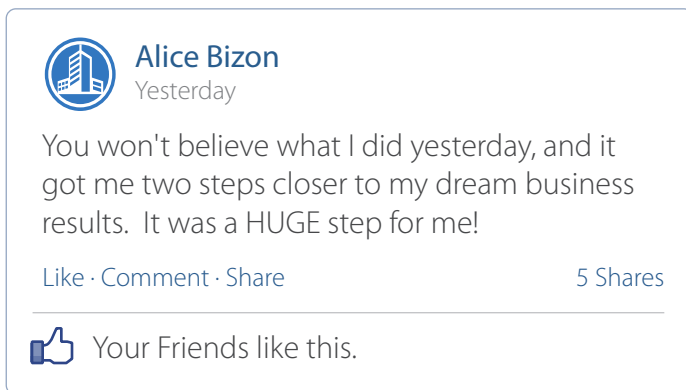 Alice Bizon
Yesterday
You won't believe what I did yesterday, and it
got me two steps closer to my dream business
results.  It was a HUGE step for me!
Like · Comment · Share 5 Shares
Your Friends like this.